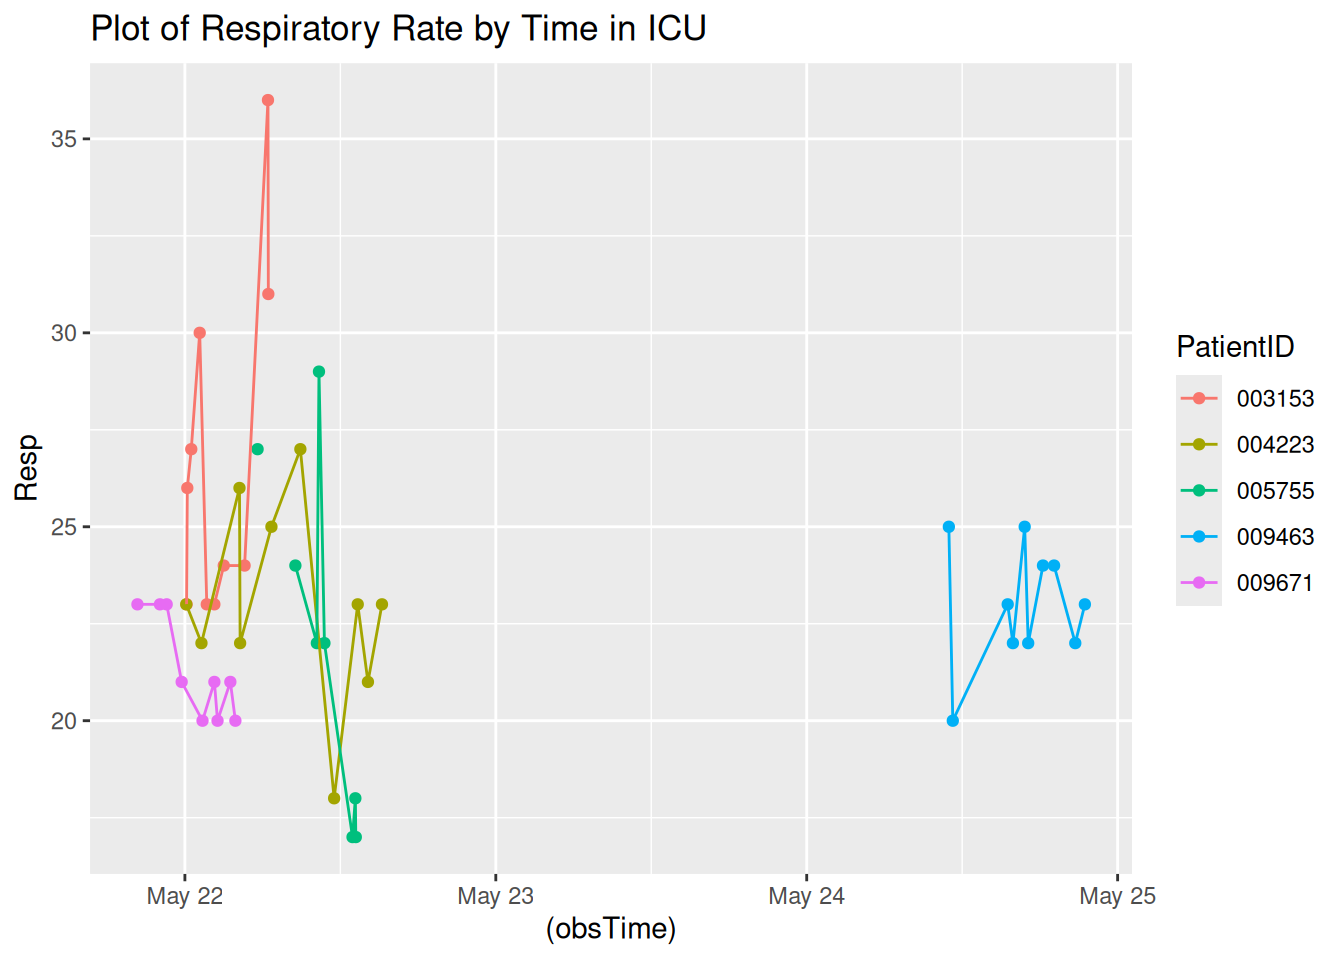 Plot of Respiratory Rate by Time in ICU
35
30
25
20
Resp
May 22
May 23
May 24
May 25
(obsTime)
PatientID
003153
004223
005755
009463
009671